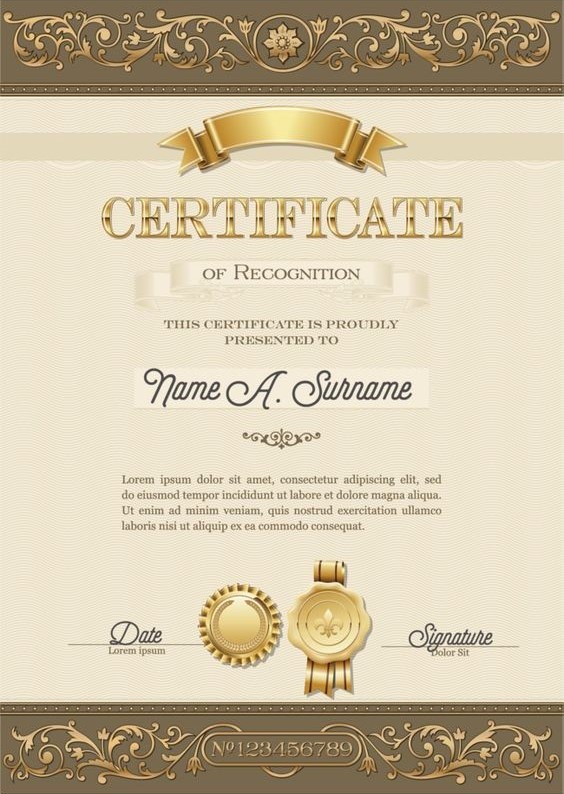 CERTIFICATE
OF RECOGNITION
THIS CERTIFICATE IS PROUDLY
PRESENTED TO
Name A. Surname
Lorem ipsum dolor sit amet, consectetur adipiscing elit, sed
do eiusmod tempor incididunt ut labore et dolore magna aliqua.
Ut enim ad minim veniam, quis nostrud exercitation ullamco
laboris nisi ut aliquip ex ea commodo consequat.
Date
Lorem ipsum
Signature
Dolor Sit
№123456789